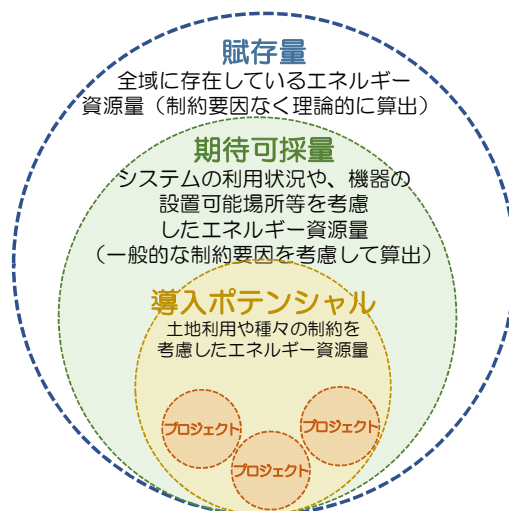 賦存量
全域に存在しているエネルギー
資源量（制約要因なく理論的に算出）
期待可採量
システムの利用状況や、機器の
設置可能場所等を考慮
したエネルギー資源量
（一般的な制約要因を考慮して算出）
導入ポテンシャル
土地利用や種々の制約を
考慮したエネルギー資源量
プロジェクト
プロジェクト
プロジェクト